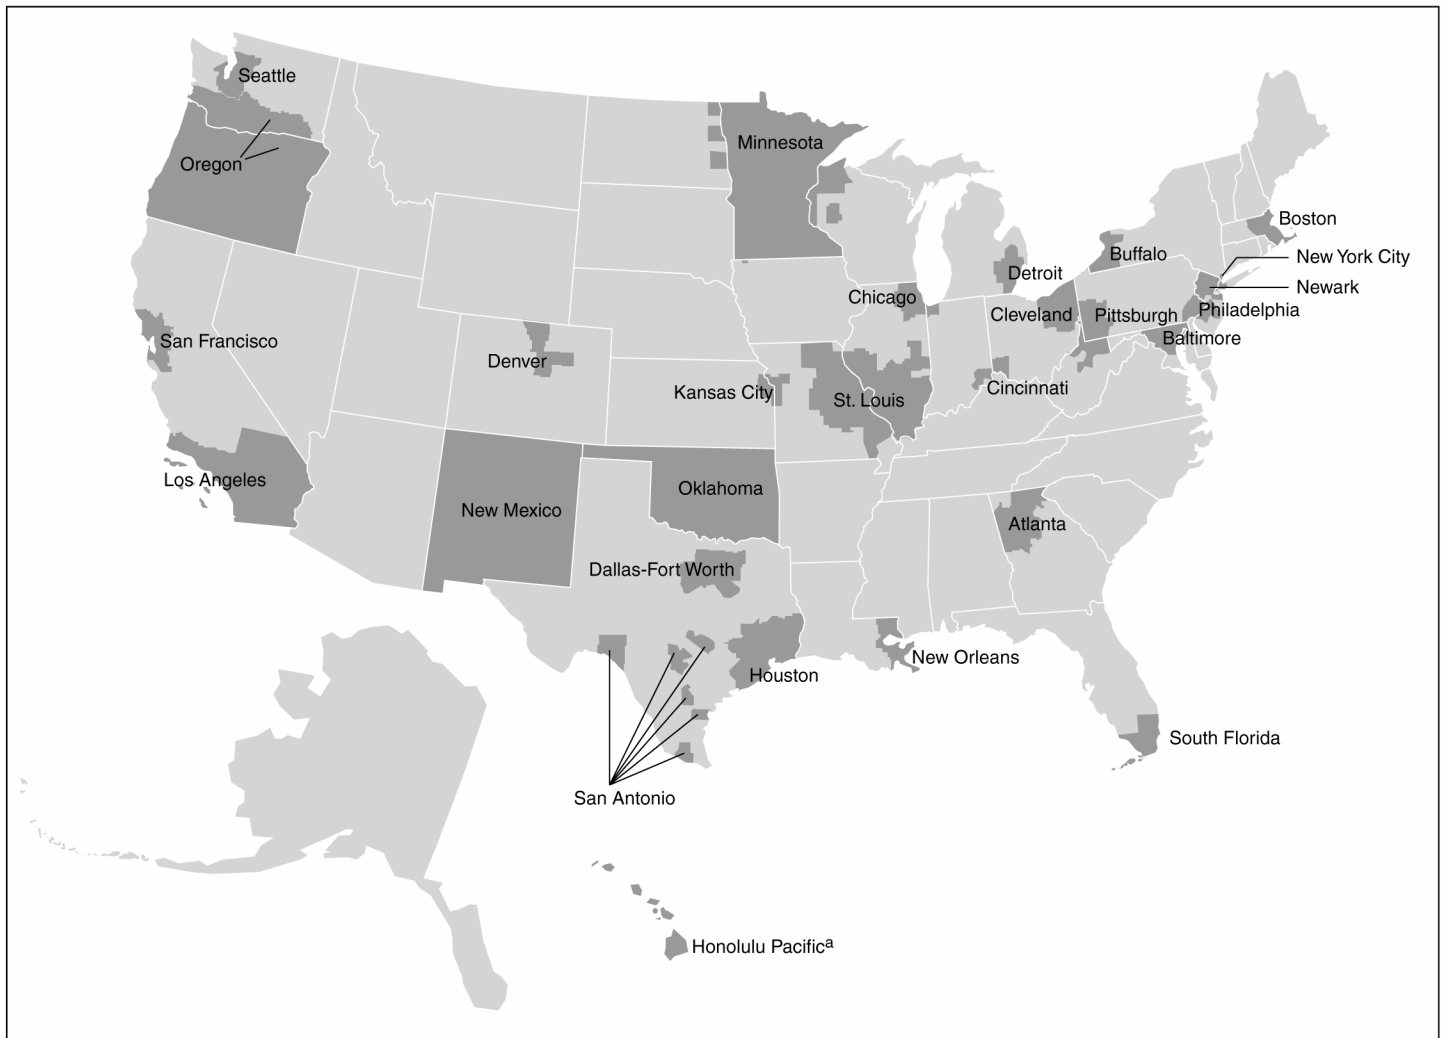 Seattle
Minnesota
Oregon
Boston
Buffalo
New York City
Detroit
Newark
Chicago
Cleveland
Pittsburgh
Philadelphia
Baltimore
San Francisco
Denver
Kansas City
Cincinnati
St. Louis
Los Angeles
Oklahoma
New Mexico
Atlanta
Dallas-Fort Worth
New Orleans
Houston
South Florida
San Antonio
Honolulu Pacificᵃ